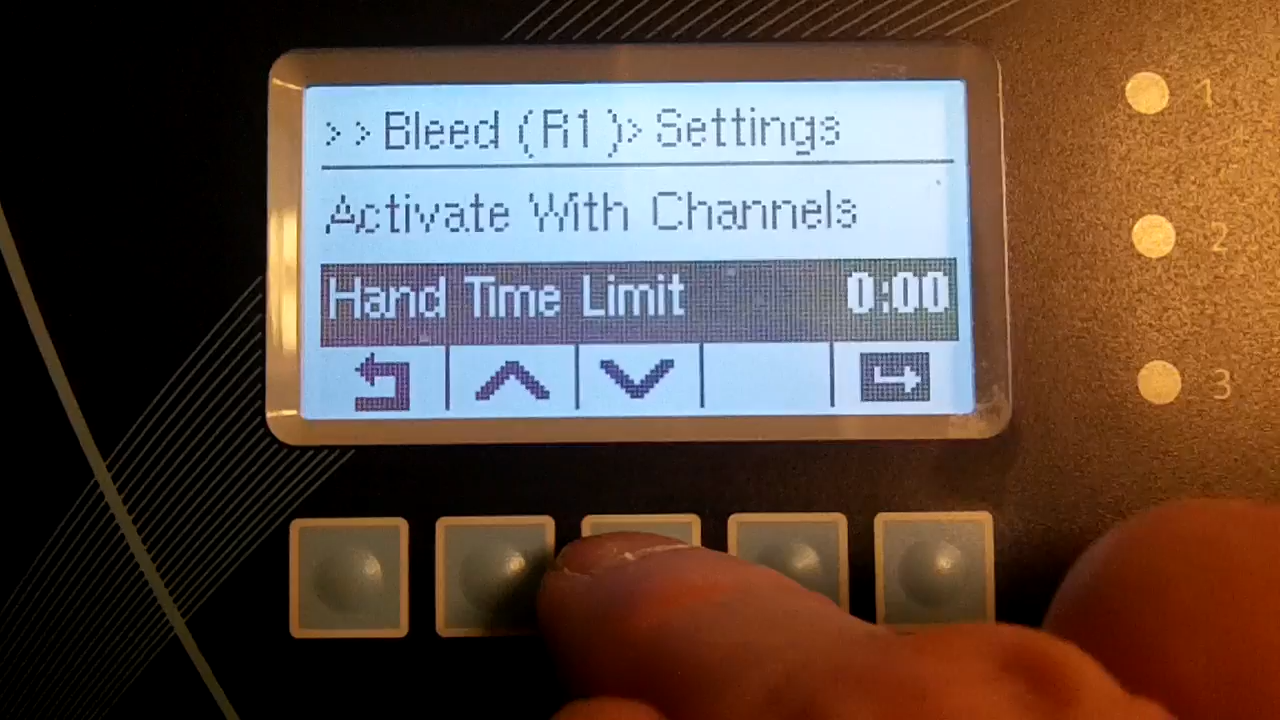 >> Bleed (R1)> Settings
Activate With Channels
Hand Time Limit 0:00
1
2
3